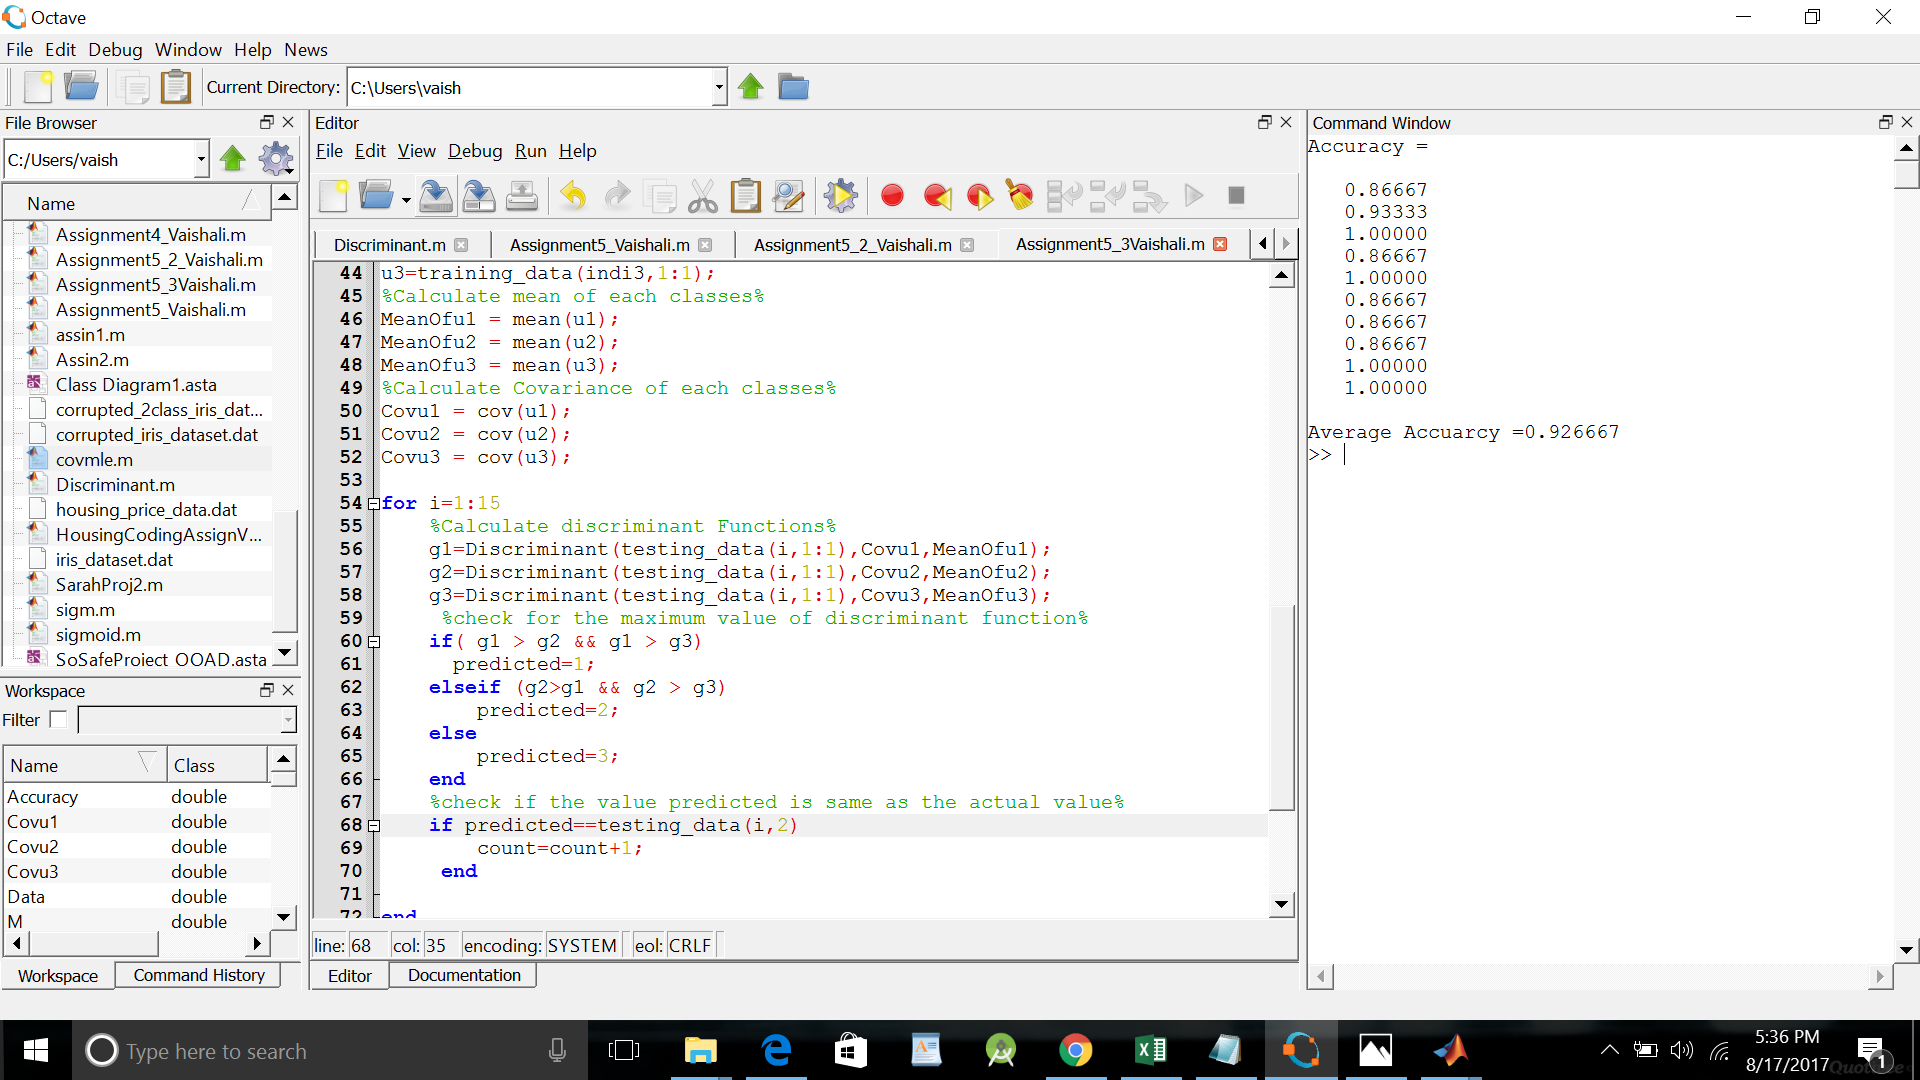 Octave
File Edit Debug Window Help News
Current Directory: C:\Users\vaish
File Browser
C:/Users/vaish
Name
Assignment4_Vaishali.m
Assignment5_2_Vaishali.m
Assignment5_3Vaishali.m
Assignment5_Vaishali.m
assin1.m
Assin2.m
Class Diagram1.asta
corrupted_2class_iris_dat...
corrupted_iris_dataset.dat
covmle.m
Discriminant.m
housing_price_data.dat
HousingCodingAssignV...
iris_dataset.dat
SarahProj2.m
sigm.m
sigmoid.m
SoSafeProject OOAD.asta
Workspace
Filter
Name Class
Accuracy double
Covu1 double
Covu2 double
Covu3 double
Data double
M double
Workspace Command History
Editor
File Edit View Debug Run Help
Discriminant.m Assignment5_Vaishali.m Assignment5_2_Vaishali.m Assignment5_3Vaishali.m
44 u3=training_data(indi3,1:1);
45 %Calculate mean of each classes%
46 MeanOfu1 = mean(u1);
47 MeanOfu2 = mean(u2);
48 MeanOfu3 = mean(u3);
49 %Calculate Covariance of each classes%
50 Covu1 = cov(u1);
51 Covu2 = cov(u2);
52 Covu3 = cov(u3);
53
54 for i=1:15
55 %Calculate discriminant Functions%
56 g1=Discriminant(testing_data(i,1:1),Covu1,MeanOfu1);
57 g2=Discriminant(testing_data(i,1:1),Covu2,MeanOfu2);
58 g3=Discriminant(testing_data(i,1:1),Covu3,MeanOfu3);
59 %check for the maximum value of discriminant function%
60 if( g1 > g2 && g1 > g3)
61 predicted=1;
62 elseif (g2>g1 && g2 > g3)
63 predicted=2;
64 else
65 predicted=3;
66 end
67 %check if the value predicted is same as the actual value%
68 if predicted==testing_data(i,2)
69 count=count+1;
70 end
71
72 end
line: 68 col: 35 encoding: SYSTEM eol: CRLF
Editor Documentation
Command Window
Accuracy =
0.86667
0.93333
1.00000
0.86667
1.00000
0.86667
0.86667
0.86667
1.00000
1.00000
Average Accuarcy =0.926667
>>
Type here to search
5:36 PM
8/17/2017
1